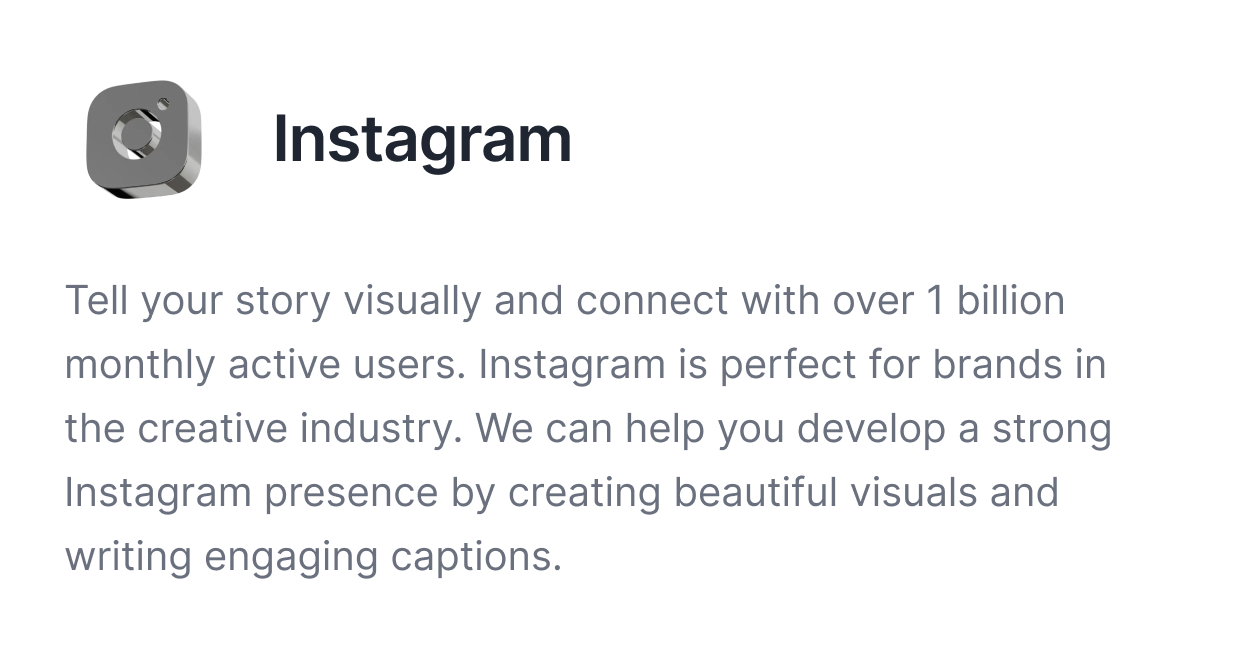 Instagram
Tell your story visually and connect with over 1 billion
monthly active users. Instagram is perfect for brands in
the creative industry. We can help you develop a strong
Instagram presence by creating beautiful visuals and
writing engaging captions.